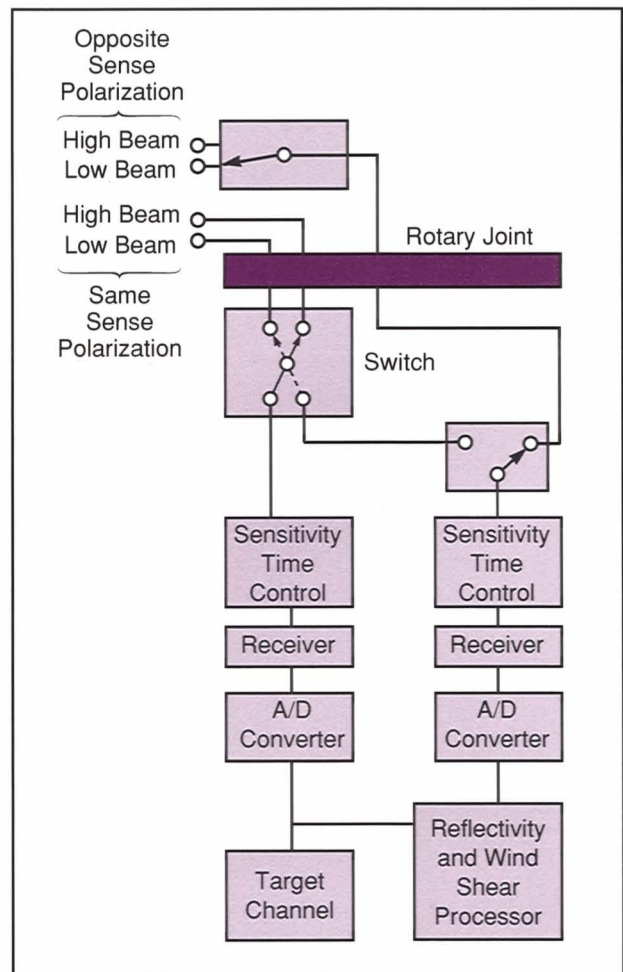 Opposite
Sense
Polarization
High Beam
Low Beam
High Beam
Low Beam
Rotary Joint
Same
Sense
Polarization
Switch
Sensitivity
Time
Control
Sensitivity
Time
Control
Receiver
Receiver
A/D
Converter
A/D
Converter
Reflectivity
and Wind
Shear
Processor
Target
Channel